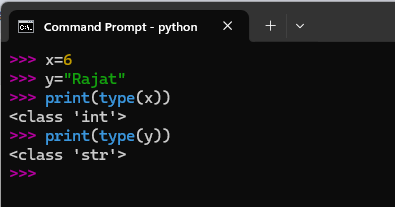 Command Prompt - python
>>> x=6
>>> y="Rajat"
>>> print(type(x))
<class 'int'>
>>> print(type(y))
<class 'str'>
>>>